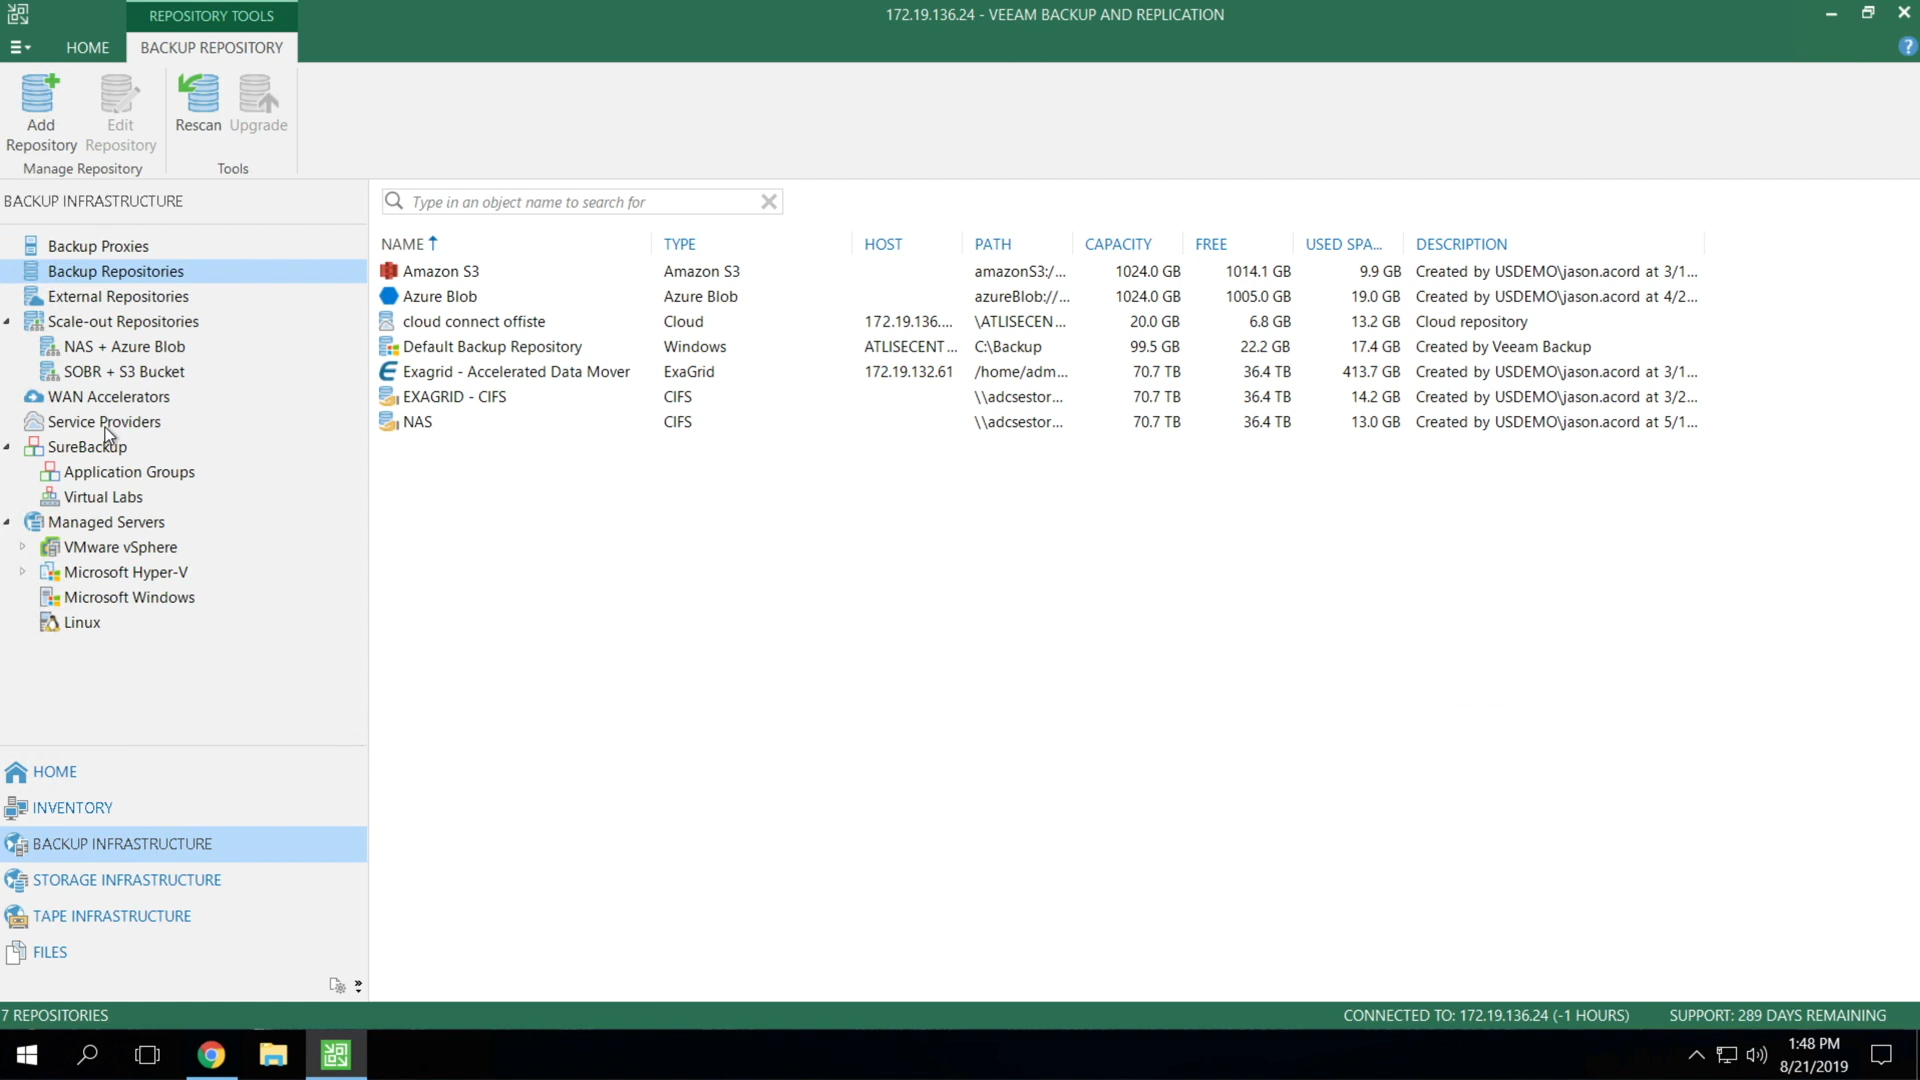 REPOSITORY TOOLS
172.19.136.24 - VEEAM BACKUP AND REPLICATION
HOME
BACKUP REPOSITORY
?
Add Repository
Edit Repository
Rescan
Upgrade
Manage Repository
Tools
BACKUP INFRASTRUCTURE
Backup Proxies
Backup Repositories
External Repositories
Scale-out Repositories
NAS + Azure Blob
SOBR + S3 Bucket
WAN Accelerators
Service Providers
SureBackup
Application Groups
Virtual Labs
Managed Servers
VMware vSphere
Microsoft Hyper-V
Microsoft Windows
Linux
HOME
INVENTORY
BACKUP INFRASTRUCTURE
STORAGE INFRASTRUCTURE
TAPE INFRASTRUCTURE
FILES
Type in an object name to search for
NAME TYPE HOST PATH CAPACITY FREE USED SPA... DESCRIPTION
Amazon S3 Amazon S3 amazonS3:/... 1024.0 GB 1014.1 GB 9.9 GB Created by USDEMO\jason.acord at 3/1...
Azure Blob Azure Blob azureBlob://... 1024.0 GB 1005.0 GB 19.0 GB Created by USDEMO\jason.acord at 4/2...
cloud connect offiste Cloud 172.19.136.... \ATLISECEN... 20.0 GB 6.8 GB 13.2 GB Cloud repository
Default Backup Repository Windows ATLISECENT... C:\Backup 99.5 GB 22.2 GB 17.4 GB Created by Veeam Backup
Exagrid - Accelerated Data Mover ExaGrid 172.19.132.61 /home/adm... 70.7 TB 36.4 TB 413.7 GB Created by USDEMO\jason.acord at 3/1...
EXAGRID - CIFS CIFS \\adcsestor... 70.7 TB 36.4 TB 14.2 GB Created by USDEMO\jason.acord at 3/2...
NAS CIFS \\adcsestor... 70.7 TB 36.4 TB 13.0 GB Created by USDEMO\jason.acord at 5/1...
7 REPOSITORIES
CONNECTED TO: 172.19.136.24 (-1 HOURS)
SUPPORT: 289 DAYS REMAINING
1:48 PM
8/21/2019